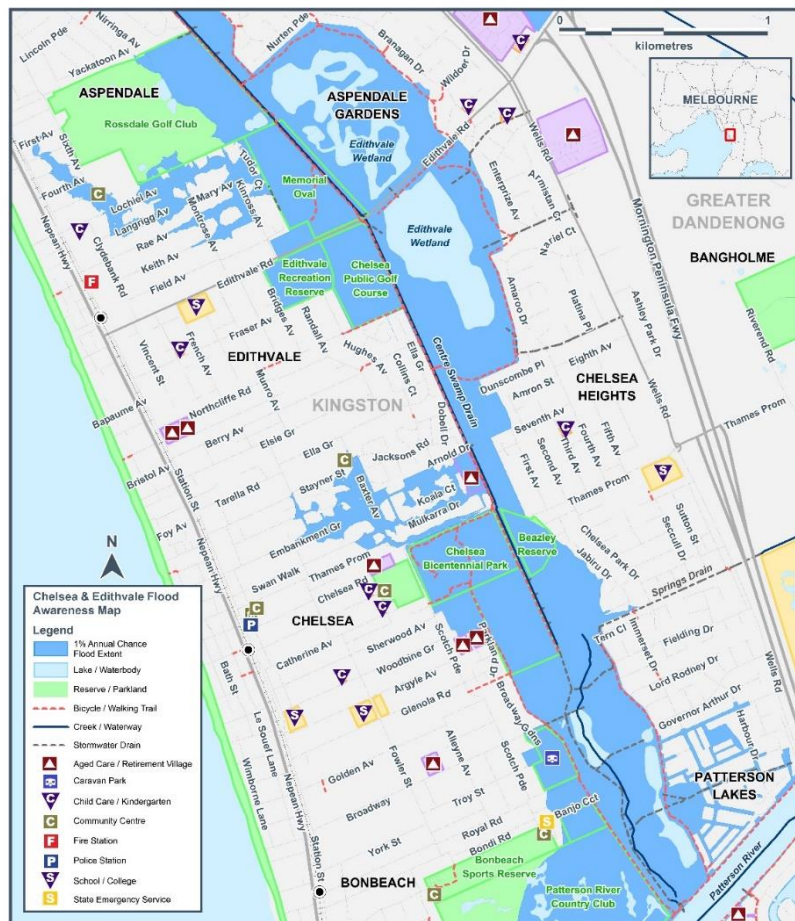 Lincoln Pde
Nirringa Av
Yackatoon Av
Nurten Pde
Branagan Dr
Wildoer Dr
0
1
kilometres
MELBOURNE
ASPENDALE
Rossdale Golf Club
ASPENDALE
GARDENS
Edithvale
Wetland
Edithvale Rd
Wells Rd
Mornington Peninsula Fwy
GREATER
DANDENONG
BANGHOLME
First Av
Sixth Av
Fourth Av
Lochiel Av
Langrigg Av
Mary Av
Montrose Av
Tudor Ct
Kinross Av
Rae Av
Keith Av
Field Av
Clydebank Rd
Nepean Hwy
Memorial
Oval
Edithvale
Wetland
Enterprize Av
Armistan Ct
Nariel Ct
Edithvale Rd
Edithvale
Recreation
Reserve
Chelsea
Public Golf
Course
Amaroo Dr
Platina Pl
Ashley Park Dr
Riverend Rd
Vincent St
French Av
Fraser Av
Bridges Av
Randall Av
EDITHVALE
Hughes Av
Collins Ct
Ella Gr
Centre Swamp Drain
Dunscombe Pl
Eighth Av
Amron St
CHELSEA
HEIGHTS
Wells Rd
Thames Prom
Bapaume Av
Northcliffe Rd
Munro Av
KINGSTON
Berry Av
Elsie Gr
Dobell Dr
Seventh Av
First Av
Second Av
Third Av
Fourth Av
Fifth Av
Bristol Av
Station St
Ella Gr
Stayner St
Baxter Av
Jacksons Rd
Arnold Dr
Koala Ct
Mulkarra Dr
Thames Prom
Tarella Rd
Foy Av
Embankment Gr
Nepean Hwy
Chelsea
Bicentennial Park
Beazley
Reserve
Chelsea Park Dr
Jabiru Dr
Sutton St
Seccull Dr
Springs Drain
N
Swan Walk
Thames Prom
Chelsea Rd
CHELSEA
Catherine Av
Sherwood Av
Woodbine Gr
Argyle Av
Glenola Rd
Scotch Pde
Parkland Dr
Tern Cl
Immerset Dr
Fielding Dr
Lord Rodney Dr
Wells Rd
Bath St
Le Souef Lane
Wimborne Lane
Nepean Hwy
Broadway Gdns
Governor Arthur Dr
Harbour Dr
PATTERSON
LAKES
Golden Av
Fowler St
Alleyne Av
Scotch Pde
Broadway
Troy St
Banjo Cct
York St
Royal Rd
Bondi Rd
Station St
BONBEACH
Bonbeach
Sports Reserve
Patterson River
Country Club
Patterson River
Chelsea & Edithvale Flood
Awareness Map
Legend
1% Annual Chance
Flood Extent
Lake / Waterbody
Reserve / Parkland
Bicycle / Walking Trail
Creek / Waterway
Stormwater Drain
Aged Care / Retirement Village
Caravan Park
C
Child Care / Kindergarten
C
Community Centre
F
Fire Station
P
Police Station
S
School / College
S
State Emergency Service